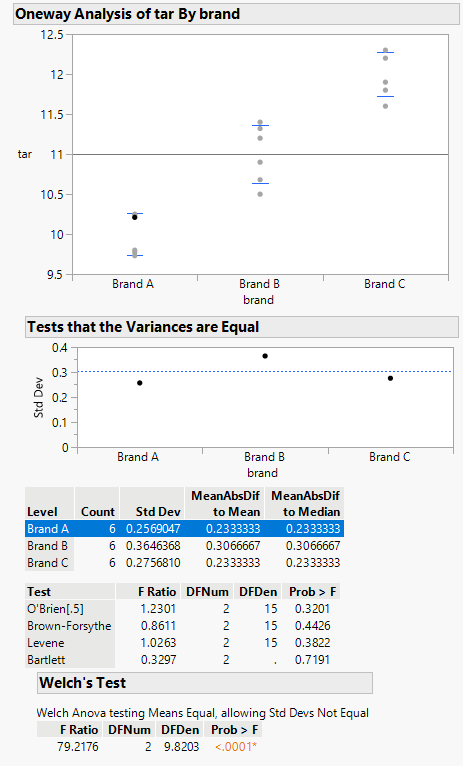 Oneway Analysis of tar By brand
12.5
12
11.5
tar 11
10.5
10
9.5
Brand A Brand B Brand C
brand
Tests that the Variances are Equal
0.4
0.3
Std Dev
0.2
0.1
0
Brand A Brand B Brand C
brand
MeanAbsDif MeanAbsDif
Level Count Std Dev to Mean to Median
Brand A 6 0.2569047 0.2333333 0.2333333
Brand B 6 0.3646368 0.3066667 0.3066667
Brand C 6 0.2756810 0.2333333 0.2333333
Test F Ratio DFNum DFDen Prob > F
O'Brien[.5] 1.2301 2 15 0.3201
Brown-Forsythe 0.8611 2 15 0.4426
Levene 1.0263 2 15 0.3822
Bartlett 0.3297 2 . 0.7191
Welch's Test
Welch Anova testing Means Equal, allowing Std Devs Not Equal
F Ratio DFNum DFDen Prob > F
79.2176 2 9.8203 <.0001*